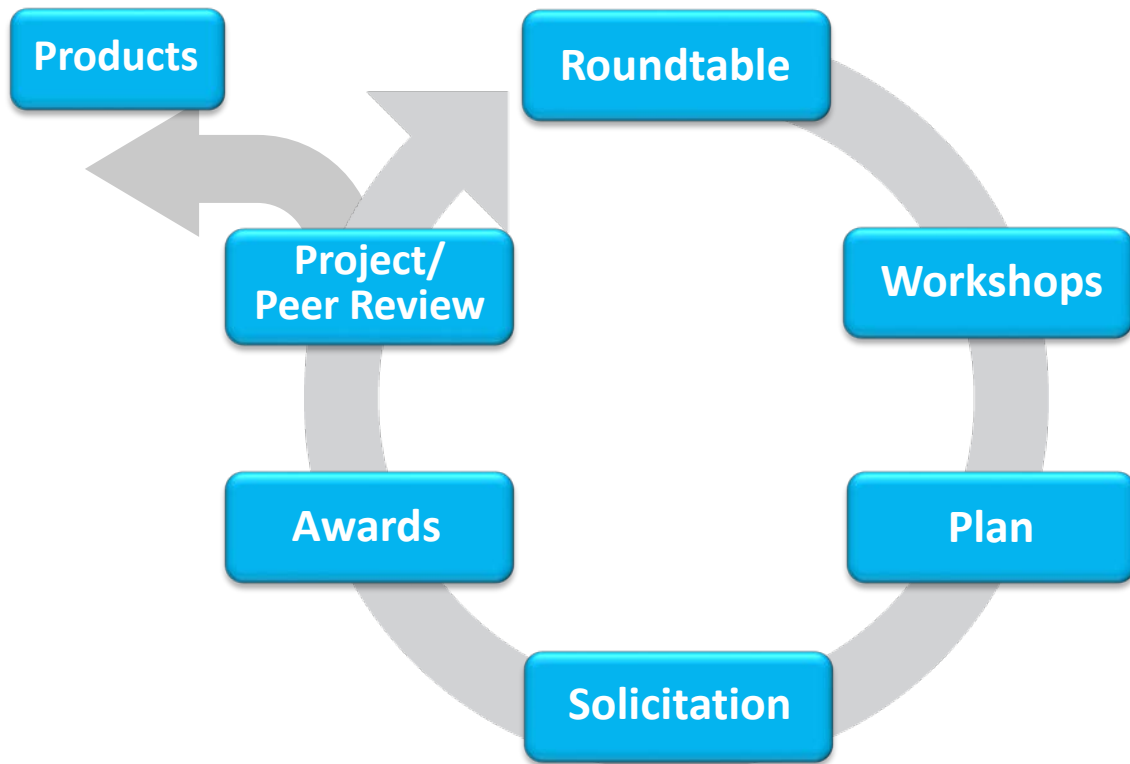 Products
Roundtable
Project/
Peer Review
Workshops
Awards
Plan
Solicitation